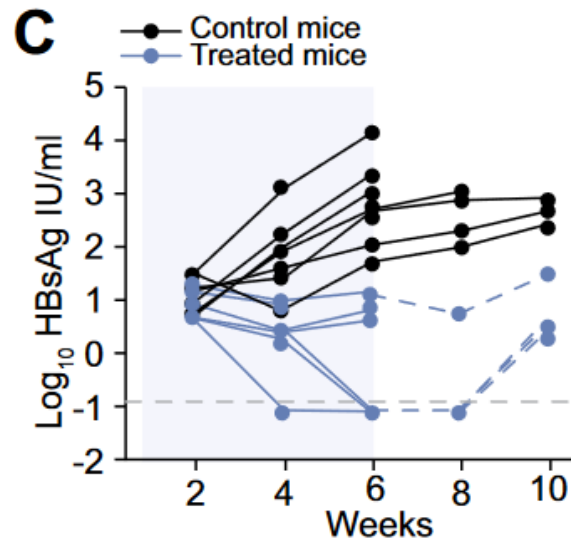 C
Control mice
Treated mice
Log₁₀ HBsAg IU/ml
5
4
3
2
1
0
-1
-2
2 4 6 8 10
Weeks